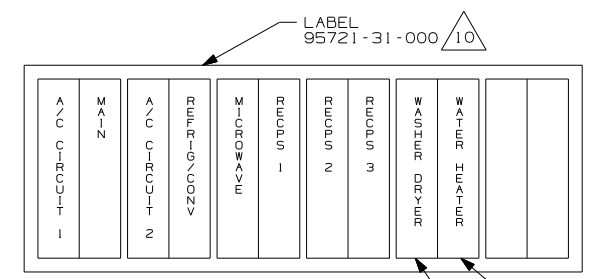 LABEL
95721-31-000 10
A/C CIRCUIT 1
MAIN
A/C CIRCUIT 2
REFRIG/CONV
MICROWAVE
RECPS 1
RECPS 2
RECPS 3
WASHER DRYER
WATER HEATER